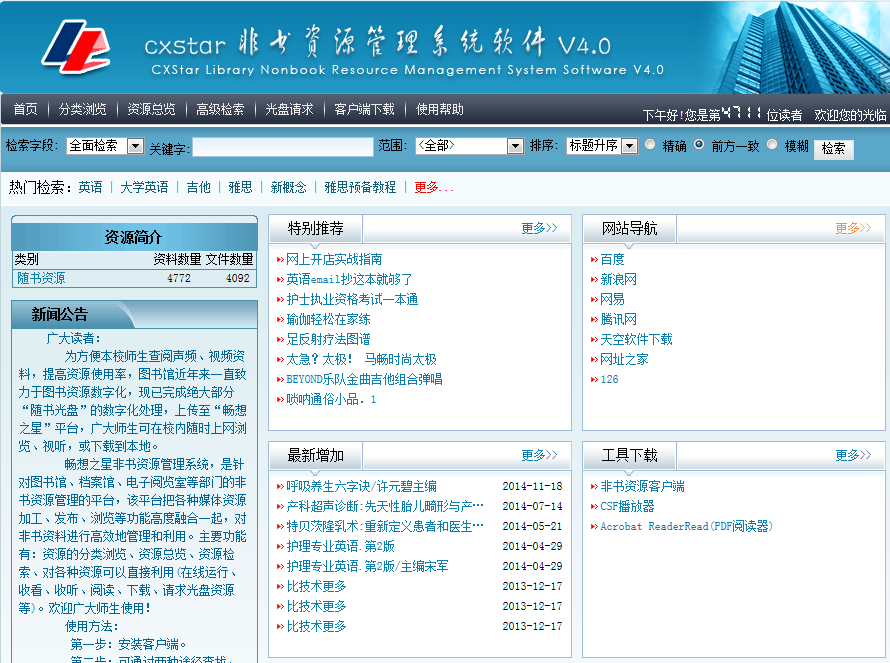 cxstar 非书资源管理系统软件 V4.0
CXStar Library Nonbook Resource Management System Software V4.0
首页 分类浏览 资源总览 高级检索 光盘请求 客户端下载 使用帮助
下午好!您是第4711位读者 欢迎您的光临
检索字段: 全面检索 关键字: 范围: <全部> 排序: 标题升序 精确 前方一致 模糊 检索
热门检索: 英语 | 大学英语 | 吉他 | 雅思 | 新概念 | 雅思预备教程 | 更多...
资源简介
类别 资料数量 文件数量
随书资源 4772 4092
新闻公告
广大读者:
为方便本校师生查阅声频、视频资
料，提高资源使用率，图书馆近年来一直致
力于图书资源数字化，现已完成绝大部分
“随书光盘”的数字化处理，上传至“畅想
之星”平台，广大师生可在校内随时上网浏
览、视听，或下载到本地。
畅想之星非书资源管理系统，是针
对图书馆、档案馆、电子阅览室等部门的非
书资源管理的平台，该平台把各种媒体资源
加工、发布、浏览等功能高度融合一起，对
非书资料进行高效地管理和利用。主要功能
有: 资源的分类浏览、资源总览、资源检
索、对各种资源可以直接利用(在线运行、
收看、收听、阅读、下载、请求光盘资源
等)。欢迎广大师生使用!
使用方法:
第一步: 安装客户端。
第二步: 可通过两种途径查找，
特别推荐 更多>>
网上开店实战指南
英语email抄这本就够了
护士执业资格考试一本通
瑜伽轻松在家练
足反射疗法图谱
太急? 太极! 马畅时尚太极
BEYOND乐队金曲吉他组合弹唱
唢呐通俗小品. 1
网站导航 更多>>
百度
新浪网
网易
腾讯网
天空软件下载
网址之家
126
最新增加 更多>>
呼吸养生六字诀/许元碧主编 2014-11-18
产科超声诊断:先天性胎儿畸形与产… 2014-07-14
特贝茨隆乳术:重新定义患者和医生… 2014-05-21
护理专业英语.第2版 2014-04-29
护理专业英语.第2版/主编宋军 2014-04-29
比技术更多 2013-12-17
比技术更多 2013-12-17
比技术更多 2013-12-17
工具下载 更多>>
非书资源客户端
CSF播放器
Acrobat ReaderRead(PDF阅读器)